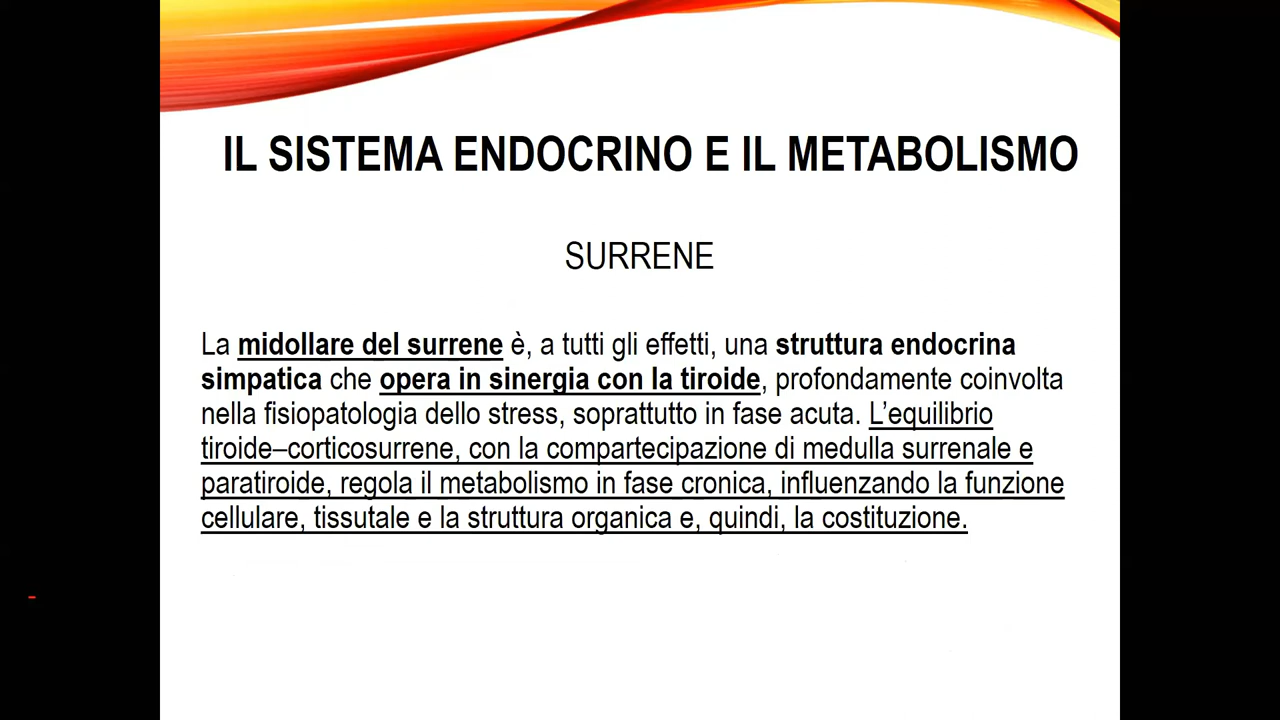 IL SISTEMA ENDOCRINO E IL METABOLISMO
SURRENE
La midollare del surrene è, a tutti gli effetti, una struttura endocrina
simpatica che opera in sinergia con la tiroide, profondamente coinvolta
nella fisiopatologia dello stress, soprattutto in fase acuta. L’equilibrio
tiroide–corticosurrene, con la compartecipazione di medulla surrenale e
paratiroide, regola il metabolismo in fase cronica, influenzando la funzione
cellulare, tissutale e la struttura organica e, quindi, la costituzione.